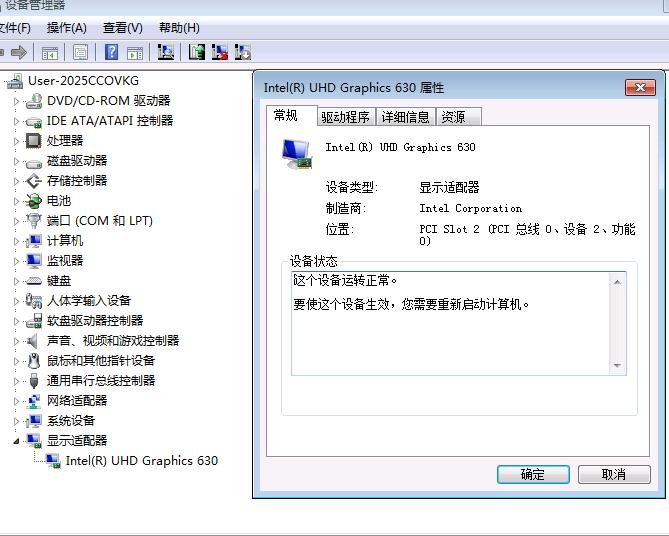 设备管理器
文件(F) 操作(A) 查看(V) 帮助(H)
User-2025CCOVKG
DVD/CD-ROM 驱动器
IDE ATA/ATAPI 控制器
处理器
磁盘驱动器
存储控制器
电池
端口 (COM 和 LPT)
计算机
监视器
键盘
人体学输入设备
软盘驱动器控制器
声音、视频和游戏控制器
鼠标和其他指针设备
通用串行总线控制器
网络适配器
系统设备
显示适配器
Intel(R) UHD Graphics 630
Intel(R) UHD Graphics 630 属性
常规 驱动程序 详细信息 资源
Intel(R) UHD Graphics 630
设备类型: 显示适配器
制造商: Intel Corporation
位置: PCI Slot 2 (PCI 总线 0、设备 2、功能
0)
设备状态
这个设备运转正常。
要使这个设备生效，您需要重新启动计算机。
确定 取消